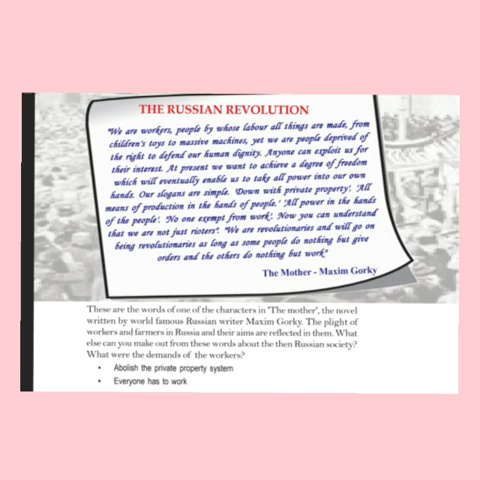 THE RUSSIAN REVOLUTION
"We are workers, people by whose labour all things are made, from
children's toys to massive machines, yet we are people deprived of
the right to defend our human dignity. Anyone can exploit us for
their interest. At present we want to achieve a degree of freedom
which will eventually enable us to take all power into our own
hands. Our slogans are simple. 'Down with private property'. 'All
means of production in the hands of people.' 'All power in the hands
of the people'. 'No one exempt from work'. Now you can understand
that we are not just rioters". "We are revolutionaries and will go on
being revolutionaries as long as some people do nothing but give
orders and the others do nothing but work"
The Mother - Maxim Gorky
These are the words of one of the characters in 'The mother', the novel
written by world famous Russian writer Maxim Gorky. The plight of
workers and farmers in Russia and their aims are reflected in them. What
else can you make out from these words about the then Russian society?
What were the demands of the workers?
• Abolish the private property system
• Everyone has to work